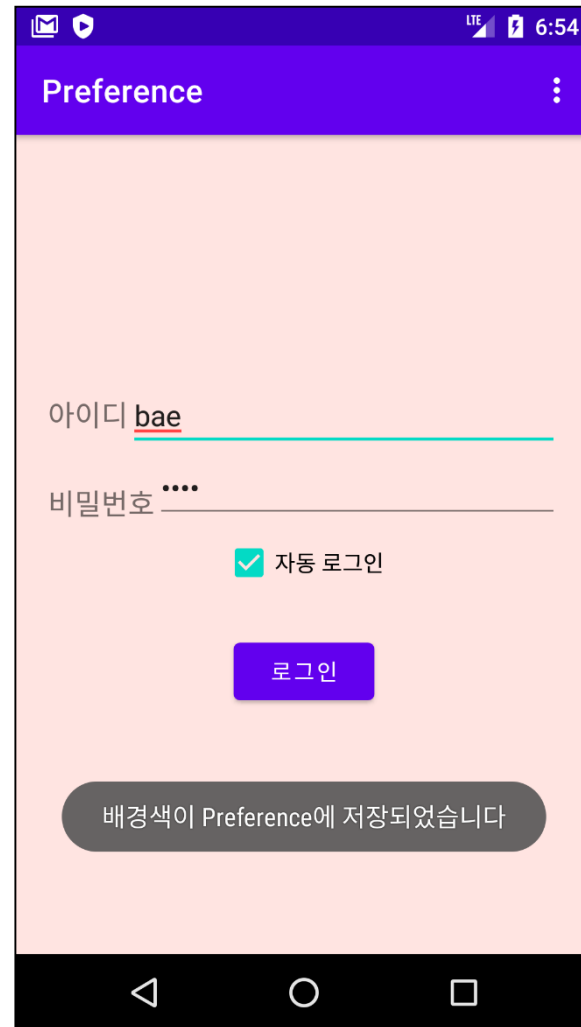 LTE 6:54
Preference
아이디 bae
비밀번호 ••••
자동 로그인
로그인
배경색이 Preference에 저장되었습니다